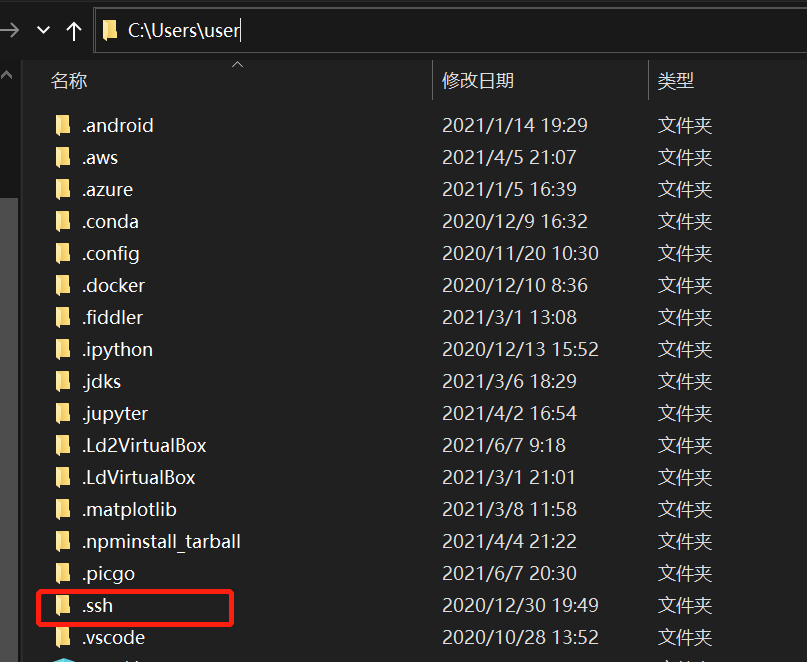 C:\Users\user
名称 修改日期 类型
.android 2021/1/14 19:29 文件夹
.aws 2021/4/5 21:07 文件夹
.azure 2021/1/5 16:39 文件夹
.conda 2020/12/9 16:32 文件夹
.config 2020/11/20 10:30 文件夹
.docker 2020/12/10 8:36 文件夹
.fiddler 2021/3/1 13:08 文件夹
.ipython 2020/12/13 15:52 文件夹
.jdks 2021/3/6 18:29 文件夹
.jupyter 2021/4/2 16:54 文件夹
.Ld2VirtualBox 2021/6/7 9:18 文件夹
.LdVirtualBox 2021/3/1 21:01 文件夹
.matplotlib 2021/3/8 11:58 文件夹
.npminstall_tarball 2021/4/4 21:22 文件夹
.picgo 2021/6/7 20:30 文件夹
.ssh 2020/12/30 19:49 文件夹
.vscode 2020/10/28 13:52 文件夹